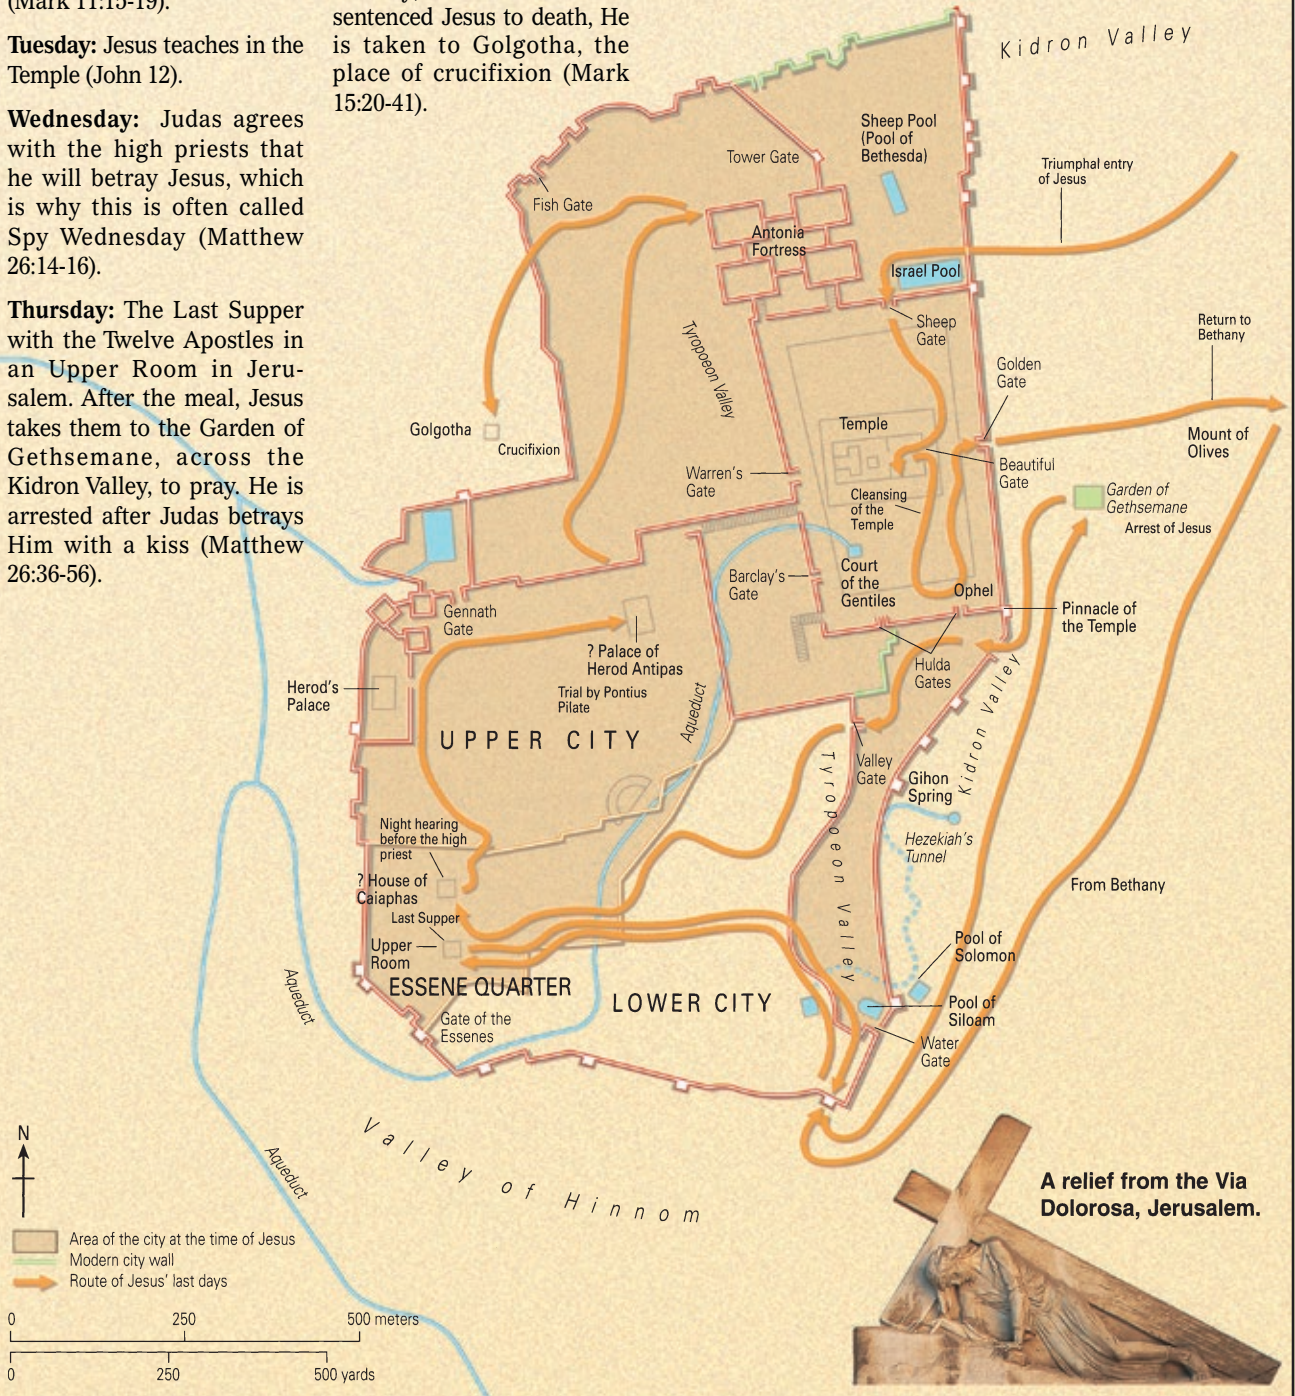 (Mark 11:15-19).
Tuesday: Jesus teaches in the
Temple (John 12).
Wednesday: Judas agrees
with the high priests that
he will betray Jesus, which
is why this is often called
Spy Wednesday (Matthew
26:14-16).
Thursday: The Last Supper
with the Twelve Apostles in
an Upper Room in Jeru-
salem. After the meal, Jesus
takes them to the Garden of
Gethsemane, across the
Kidron Valley, to pray. He is
arrested after Judas betrays
Him with a kiss (Matthew
26:36-56).
sentenced Jesus to death, He
is taken to Golgotha, the
place of crucifixion (Mark
15:20-41).
Kidron Valley
Sheep Pool
(Pool of
Bethesda)
Tower Gate
Triumphal entry
of Jesus
Fish Gate
Antonia
Fortress
Israel Pool
Sheep
Gate
Tyropoeon Valley
Return to
Bethany
Golden
Gate
Golgotha
Crucifixion
Temple
Mount of
Olives
Warren's
Gate
Beautiful
Gate
Cleansing
of the
Temple
Garden of
Gethsemane
Arrest of Jesus
Barclay's
Gate
Court
of the
Gentiles
Ophel
Gennath
Gate
Pinnacle of
the Temple
? Palace of
Herod Antipas
Trial by Pontius
Pilate
Hulda
Gates
Herod's
Palace
Aqueduct
Kidron Valley
UPPER CITY
Valley
Gate
Gihon
Spring
Tyropoeon Valley
Hezekiah's
Tunnel
Night hearing
before the high
priest
? House of
Caiaphas
From Bethany
Last Supper
Upper
Room
Pool of
Solomon
ESSENE QUARTER
LOWER CITY
Pool of
Siloam
Aqueduct
Gate of the
Essenes
Water
Gate
Valley of Hinnom
Aqueduct
N
A relief from the Via
Dolorosa, Jerusalem.
Area of the city at the time of Jesus
Modern city wall
Route of Jesus' last days
0 250 500 meters
0 250 500 yards